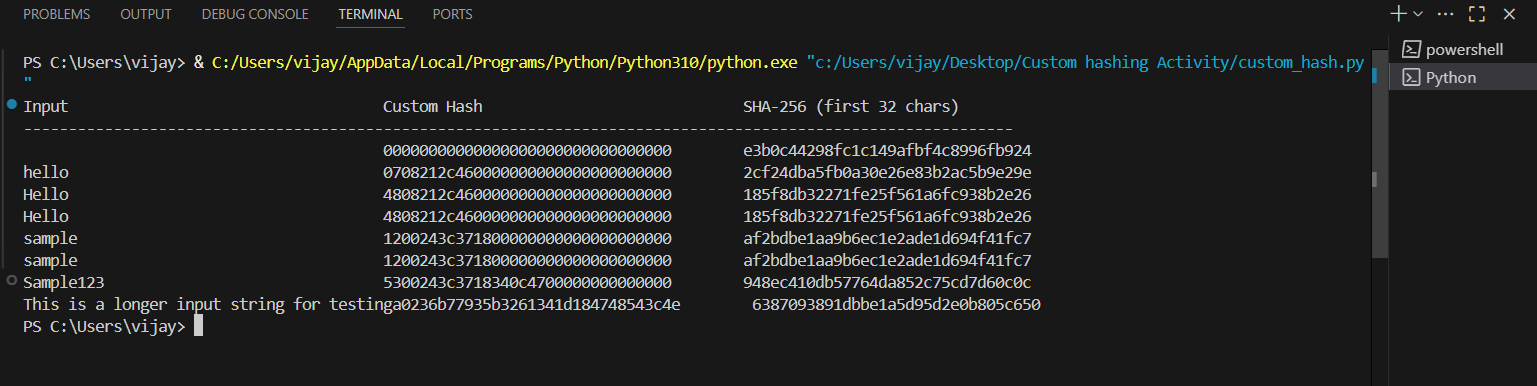 PROBLEMS OUTPUT DEBUG CONSOLE TERMINAL PORTS
powershell
Python
PS C:\Users\vijay> & C:/Users/vijay/AppData/Local/Programs/Python/Python310/python.exe "c:/Users/vijay/Desktop/Custom hashing Activity/custom_hash.py
"
Input Custom Hash SHA-256 (first 32 chars)
--------------------------------------------------------------------------------------------------------------
00000000000000000000000000000000 e3b0c44298fc1c149afbf4c8996fb924
hello 0708212c460000000000000000000000 2cf24dba5fb0a30e26e83b2ac5b9e29e
Hello 4808212c460000000000000000000000 185f8db32271fe25f561a6fc938b2e26
Hello 4808212c460000000000000000000000 185f8db32271fe25f561a6fc938b2e26
sample 1200243c371800000000000000000000 af2bdbe1aa9b6ec1e2ade1d694f41fc7
sample 1200243c371800000000000000000000 af2bdbe1aa9b6ec1e2ade1d694f41fc7
Sample123 5300243c3718340c4700000000000000 948ec410db57764da852c75cd7d60c0c
This is a longer input string for testinga0236b77935b3261341d184748543c4e 6387093891dbbe1a5d95d2e0b805c650
PS C:\Users\vijay>